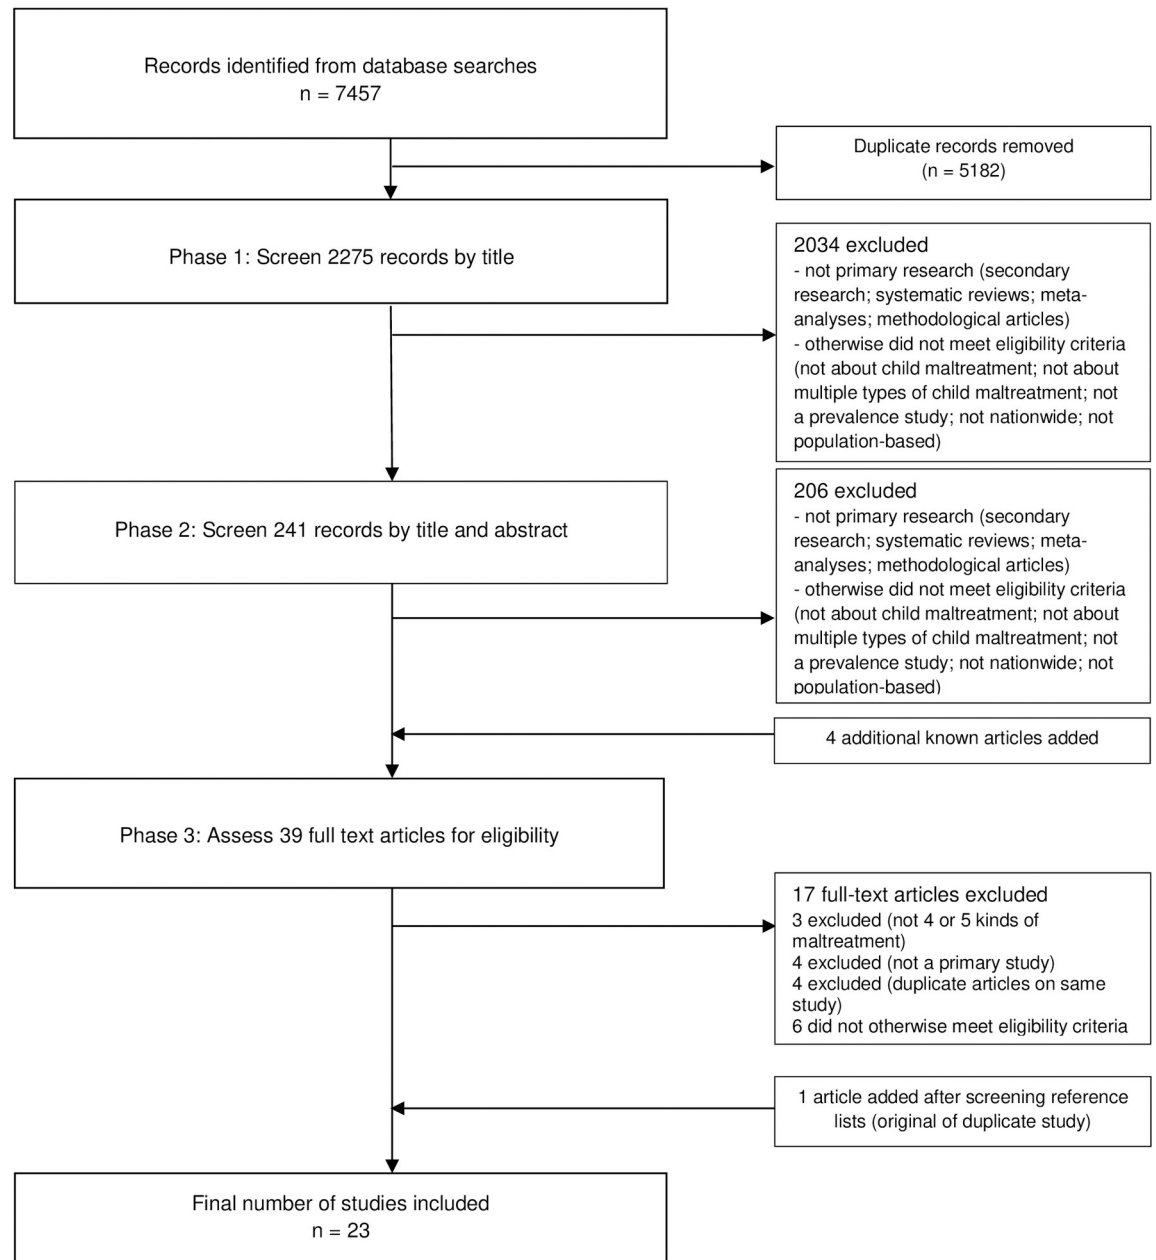 Records identified from database searches
n = 7457
Duplicate records removed
(n = 5182)
Phase 1: Screen 2275 records by title
2034 excluded
- not primary research (secondary
research; systematic reviews; meta-
analyses; methodological articles)
- otherwise did not meet eligibility criteria
(not about child maltreatment; not about
multiple types of child maltreatment; not
a prevalence study; not nationwide; not
population-based)
Phase 2: Screen 241 records by title and abstract
206 excluded
- not primary research (secondary
research; systematic reviews; meta-
analyses; methodological articles)
- otherwise did not meet eligibility criteria
(not about child maltreatment; not about
multiple types of child maltreatment; not
a prevalence study; not nationwide; not
population-based)
4 additional known articles added
Phase 3: Assess 39 full text articles for eligibility
17 full-text articles excluded
3 excluded (not 4 or 5 kinds of
maltreatment)
4 excluded (not a primary study)
4 excluded (duplicate articles on same
study)
6 did not otherwise meet eligibility criteria
1 article added after screening reference
lists (original of duplicate study)
Final number of studies included
n = 23